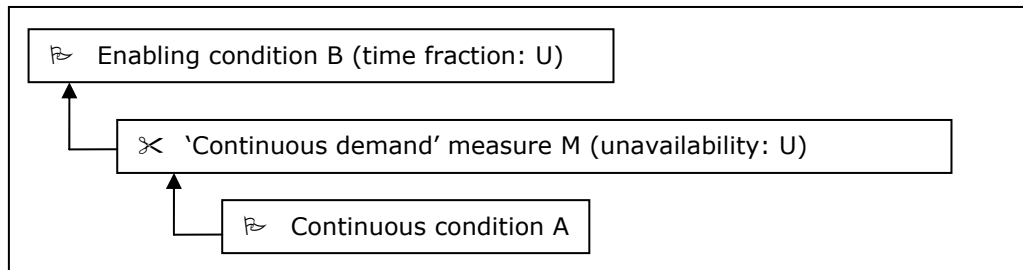 Enabling condition B (time fraction: U)
‘Continuous demand’ measure M (unavailability: U)
Continuous condition A